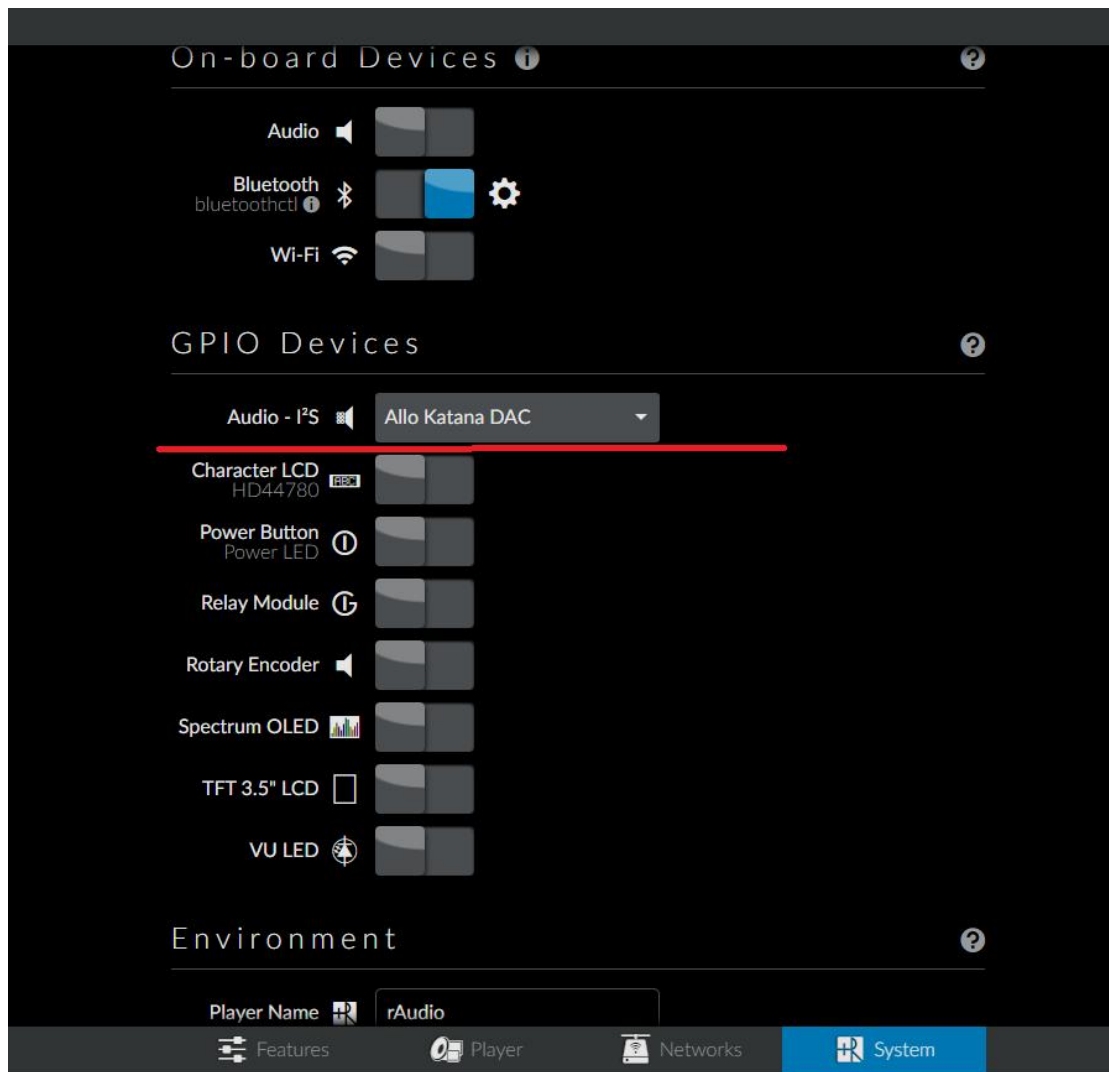 On-board Devices
Audio
Bluetooth
bluetoothctl
Wi-Fi
GPIO Devices
Audio - I²S Allo Katana DAC
Character LCD
HD44780
Power Button
Power LED
Relay Module
Rotary Encoder
Spectrum OLED
TFT 3.5" LCD
VU LED
Environment
Player Name rAudio
Features Player Networks System